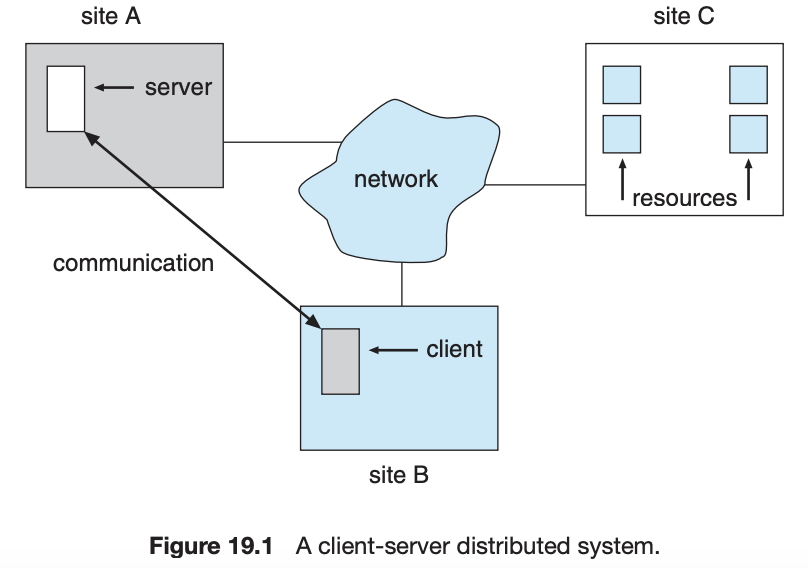 site A
site C
server
network
resources
communication
client
site B
Figure 19.1 A client-server distributed system.